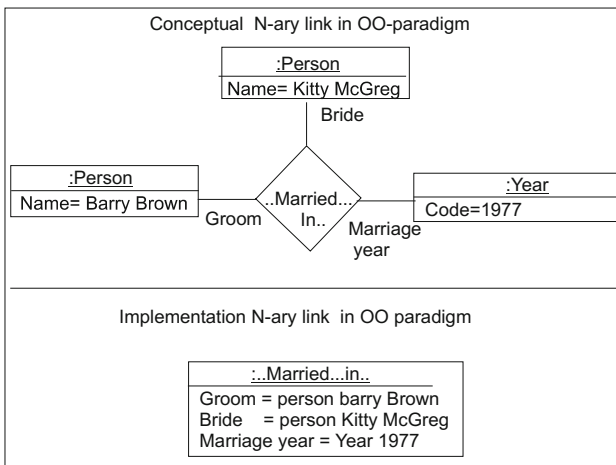 Conceptual N-ary link in OO-paradigm
:Person
Name= Kitty McGreg
Bride
:Person
Name= Barry Brown
Groom
..Married...
In..
Marriage
year
:Year
Code=1977
Implementation N-ary link in OO paradigm
:..Married...in..
Groom = person barry Brown
Bride = person Kitty McGreg
Marriage year = Year 1977